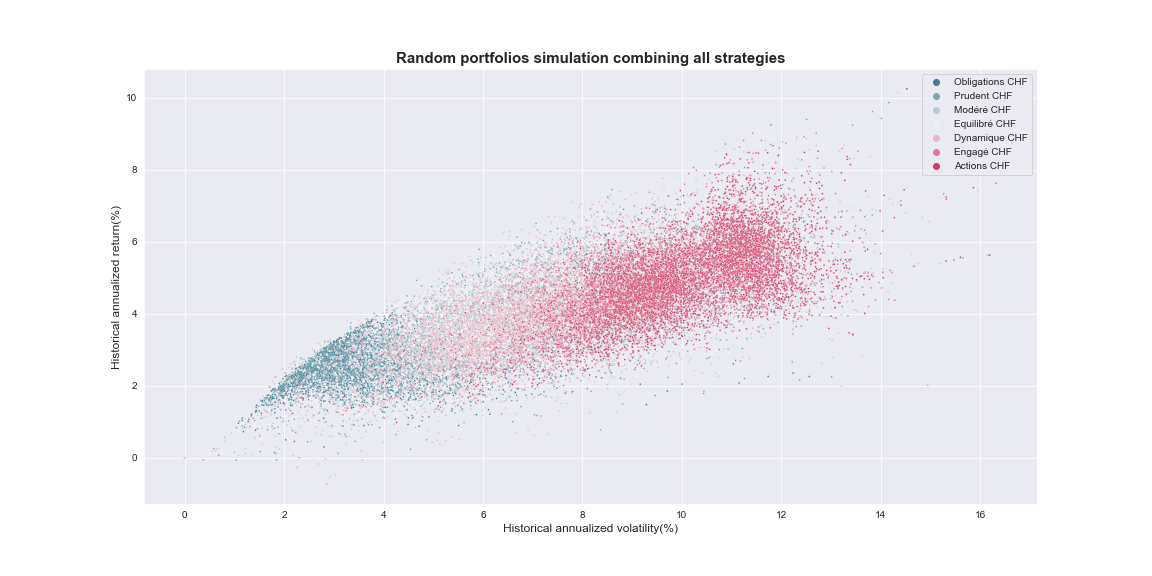 Random portfolios simulation combining all strategies
Obligations CHF
Prudent CHF
Modéré CHF
Equilibré CHF
Dynamique CHF
Engagé CHF
Actions CHF
Historical annualized return(%)
10
8
6
4
2
0
0 2 4 6 8 10 12 14 16
Historical annualized volatility(%)